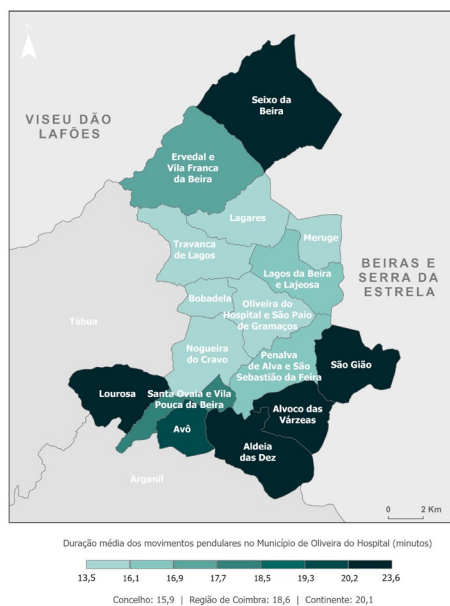 N
Seixo da
Beira
VISEU DÃO
LAFÕES
Ervedal e
Vila Franca
da Beira
Lagares
Meruge
Travanca
de Lagos
BEIRAS E
SERRA DA
ESTRELA
Lagos da Beira
e Lajeosa
Bobadela
Oliveira do
Hospital e São Paio
de Gramaços
Tábua
Nogueira
do Cravo
Penalva
de Alva e São
Sebastião da Feira
São Gião
Lourosa
Santa Ovaia e Vila
Pouca da Beira
Alvoco das
Várzeas
Avô
Aldeia
das Dez
Arganil
0 2 Km
Duração média dos movimentos pendulares no Município de Oliveira do Hospital (minutos)
13,5 16,1 16,9 17,7 18,5 19,3 20,2 23,6
Concelho: 15,9 | Região de Coimbra: 18,6 | Continente: 20,1